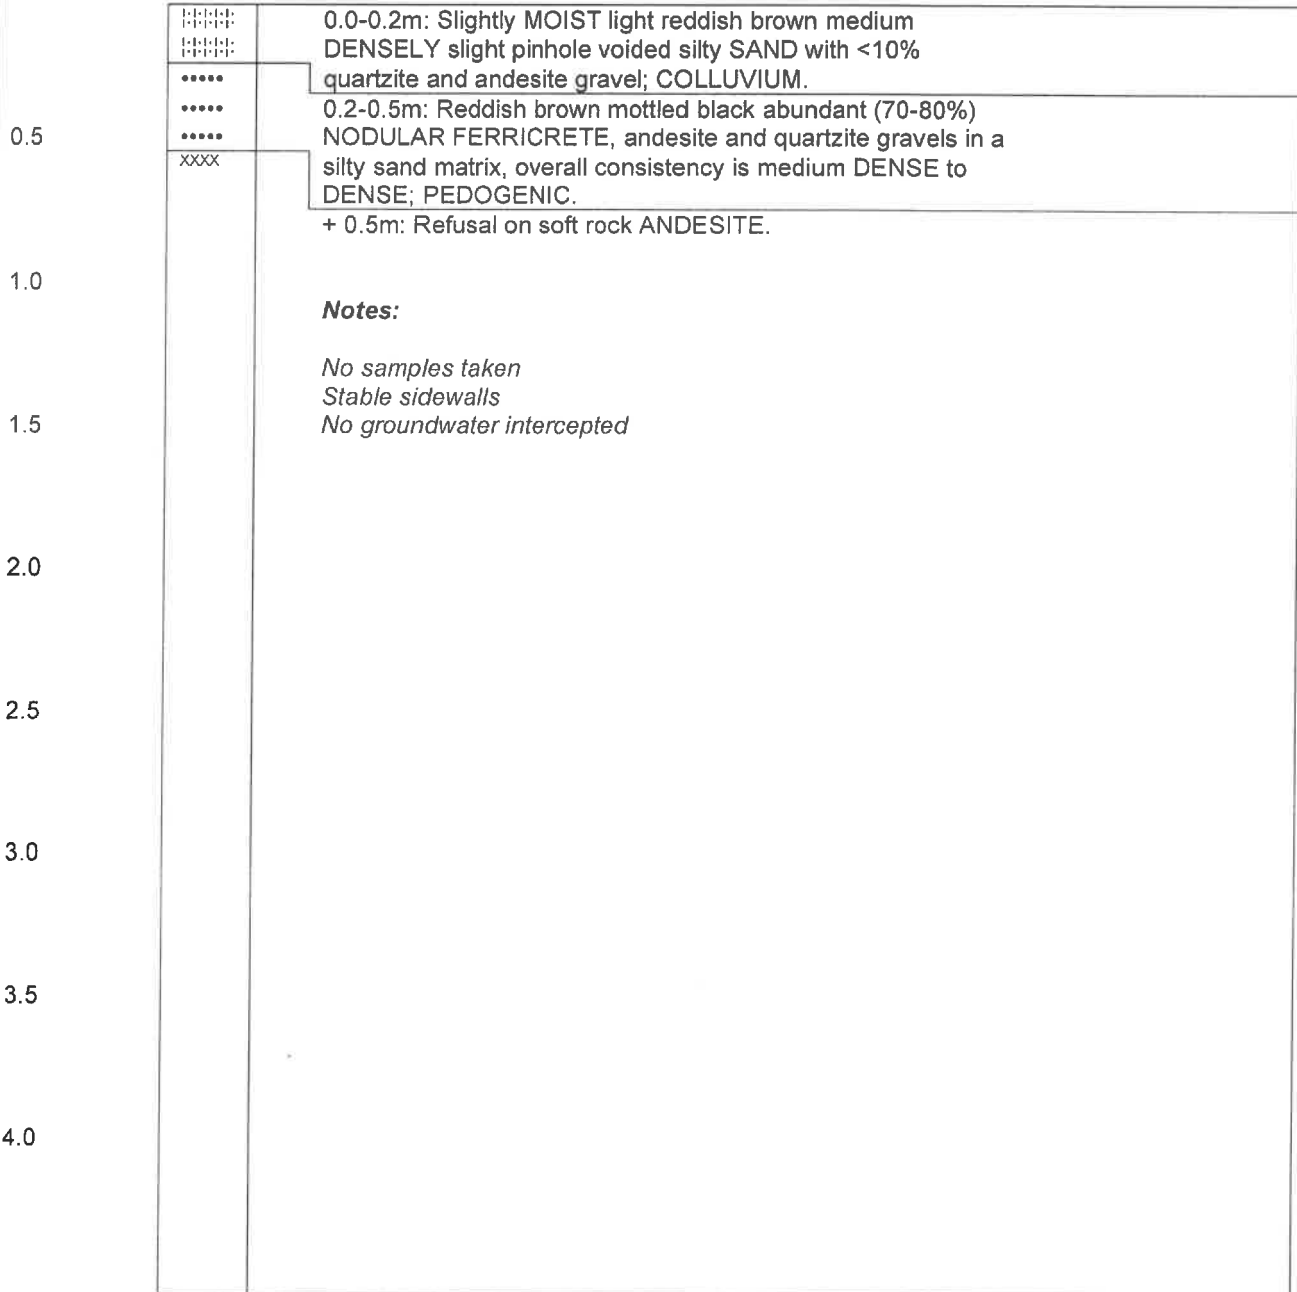 0.0-0.2m: Slightly MOIST light reddish brown medium
DENSELY slight pinhole voided silty SAND with <10%
quartzite and andesite gravel; COLLUVIUM.
0.2-0.5m: Reddish brown mottled black abundant (70-80%)
0.5
NODULAR FERRICRETE, andesite and quartzite gravels in a
XXXX
silty sand matrix, overall consistency is medium DENSE to
DENSE; PEDOGENIC.
+ 0.5m: Refusal on soft rock ANDESITE.
1.0
Notes:
No samples taken
Stable sidewalls
1.5
No groundwater intercepted
2.0
2.5
3.0
3.5
4.0